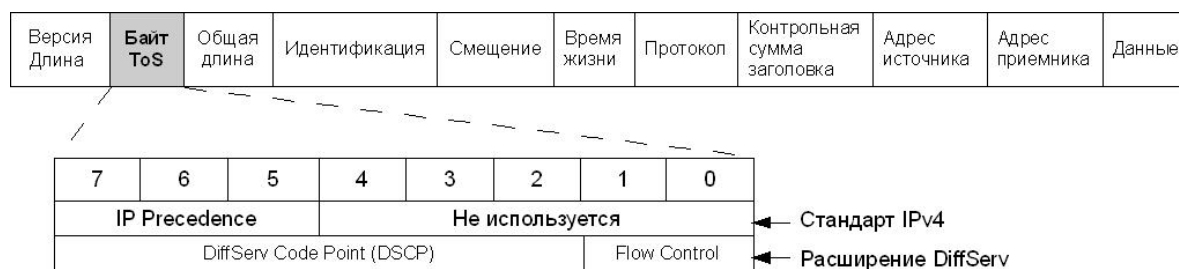 Версия Длина
Байт ToS
Общая длина
Идентификация
Смещение
Время жизни
Протокол
Контрольная сумма заголовка
Адрес источника
Адрес приемника
Данные
7 6 5 4 3 2 1 0
IP Precedence Не используется Стандарт IPv4
DiffServ Code Point (DSCP) Flow Control Расширение DiffServ